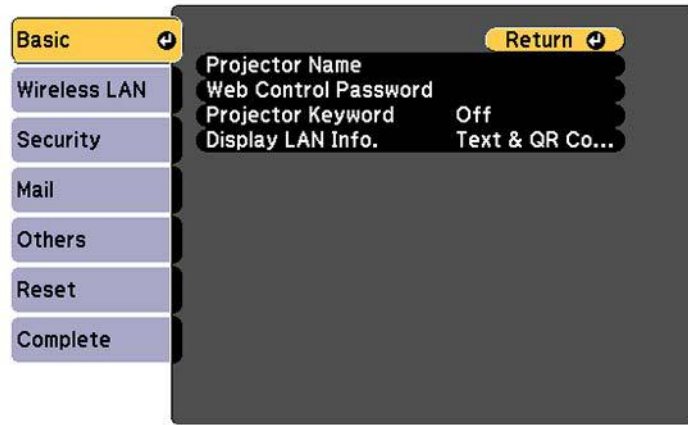 Basic
Wireless LAN
Security
Mail
Others
Reset
Complete
Return
Projector Name
Web Control Password
Projector Keyword Off
Display LAN Info. Text & QR Co...